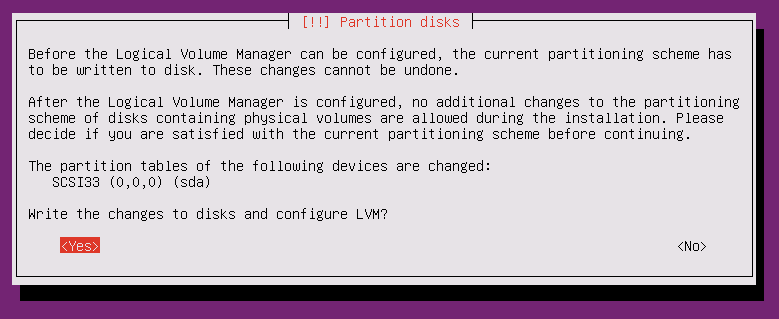 [!!] Partition disks
Before the Logical Volume Manager can be configured, the current partitioning scheme has
to be written to disk. These changes cannot be undone.
After the Logical Volume Manager is configured, no additional changes to the partitioning
scheme of disks containing physical volumes are allowed during the installation. Please
decide if you are satisfied with the current partitioning scheme before continuing.
The partition tables of the following devices are changed:
SCSI33 (0,0,0) (sda)
Write the changes to disks and configure LVM?
<Yes> <No>